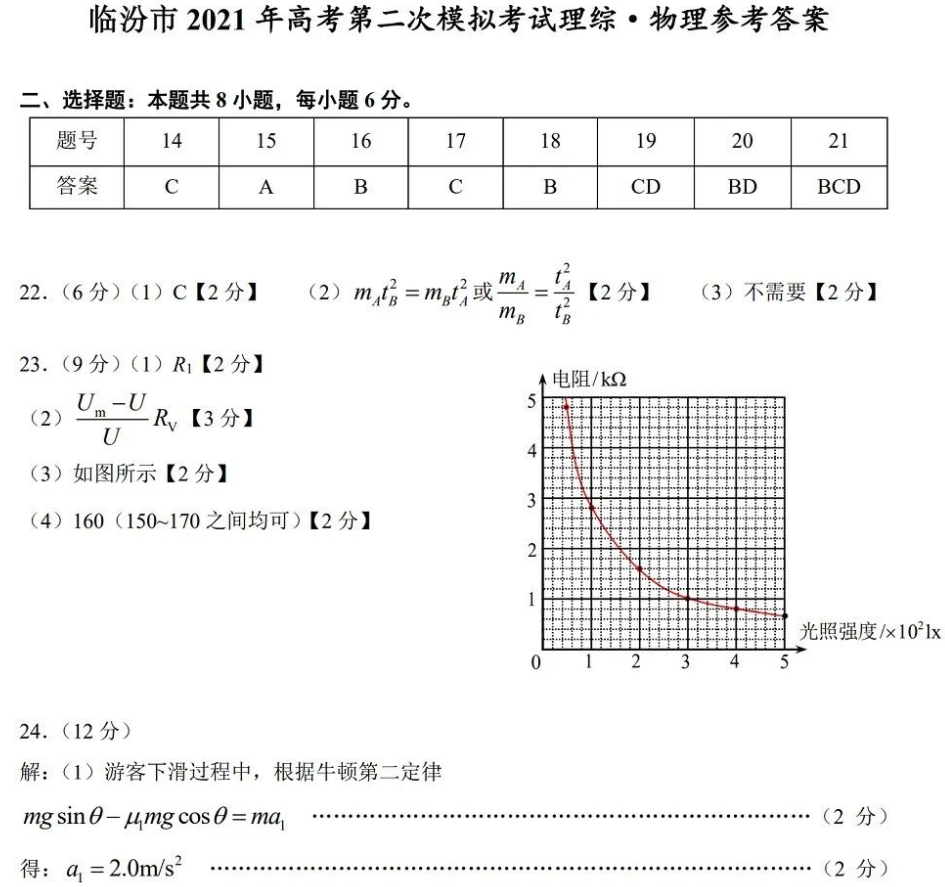 临汾市 2021 年高考第二次模拟考试理综·物理参考答案
二、选择题：本题共 8 小题，每小题 6 分。
题号 14 15 16 17 18 19 20 21
答案 C A B C B CD BD BCD
22.（6 分）（1）C【2 分】 （2）$m_A t_B^2 = m_B t_A^2$ 或 $\frac{m_A}{m_B} = \frac{t_A^2}{t_B^2}$【2 分】 （3）不需要【2 分】
23.（9 分）（1）$R_1$【2 分】
（2）$\frac{U_m - U}{U} R_V$【3 分】
（3）如图所示【2 分】
（4）160（150~170 之间均可）【2 分】
电阻/kΩ
5
4
3
2
1
0 1 2 3 4 5
光照强度/×10²lx
24.（12 分）
解：（1）游客下滑过程中，根据牛顿第二定律
$mg\sin\theta - \mu_1 mg\cos\theta = ma_1$ ……………………………………………………（2 分）
得：$a_1 = 2.0\text{m/s}^2$ ……………………………………………………（2 分）